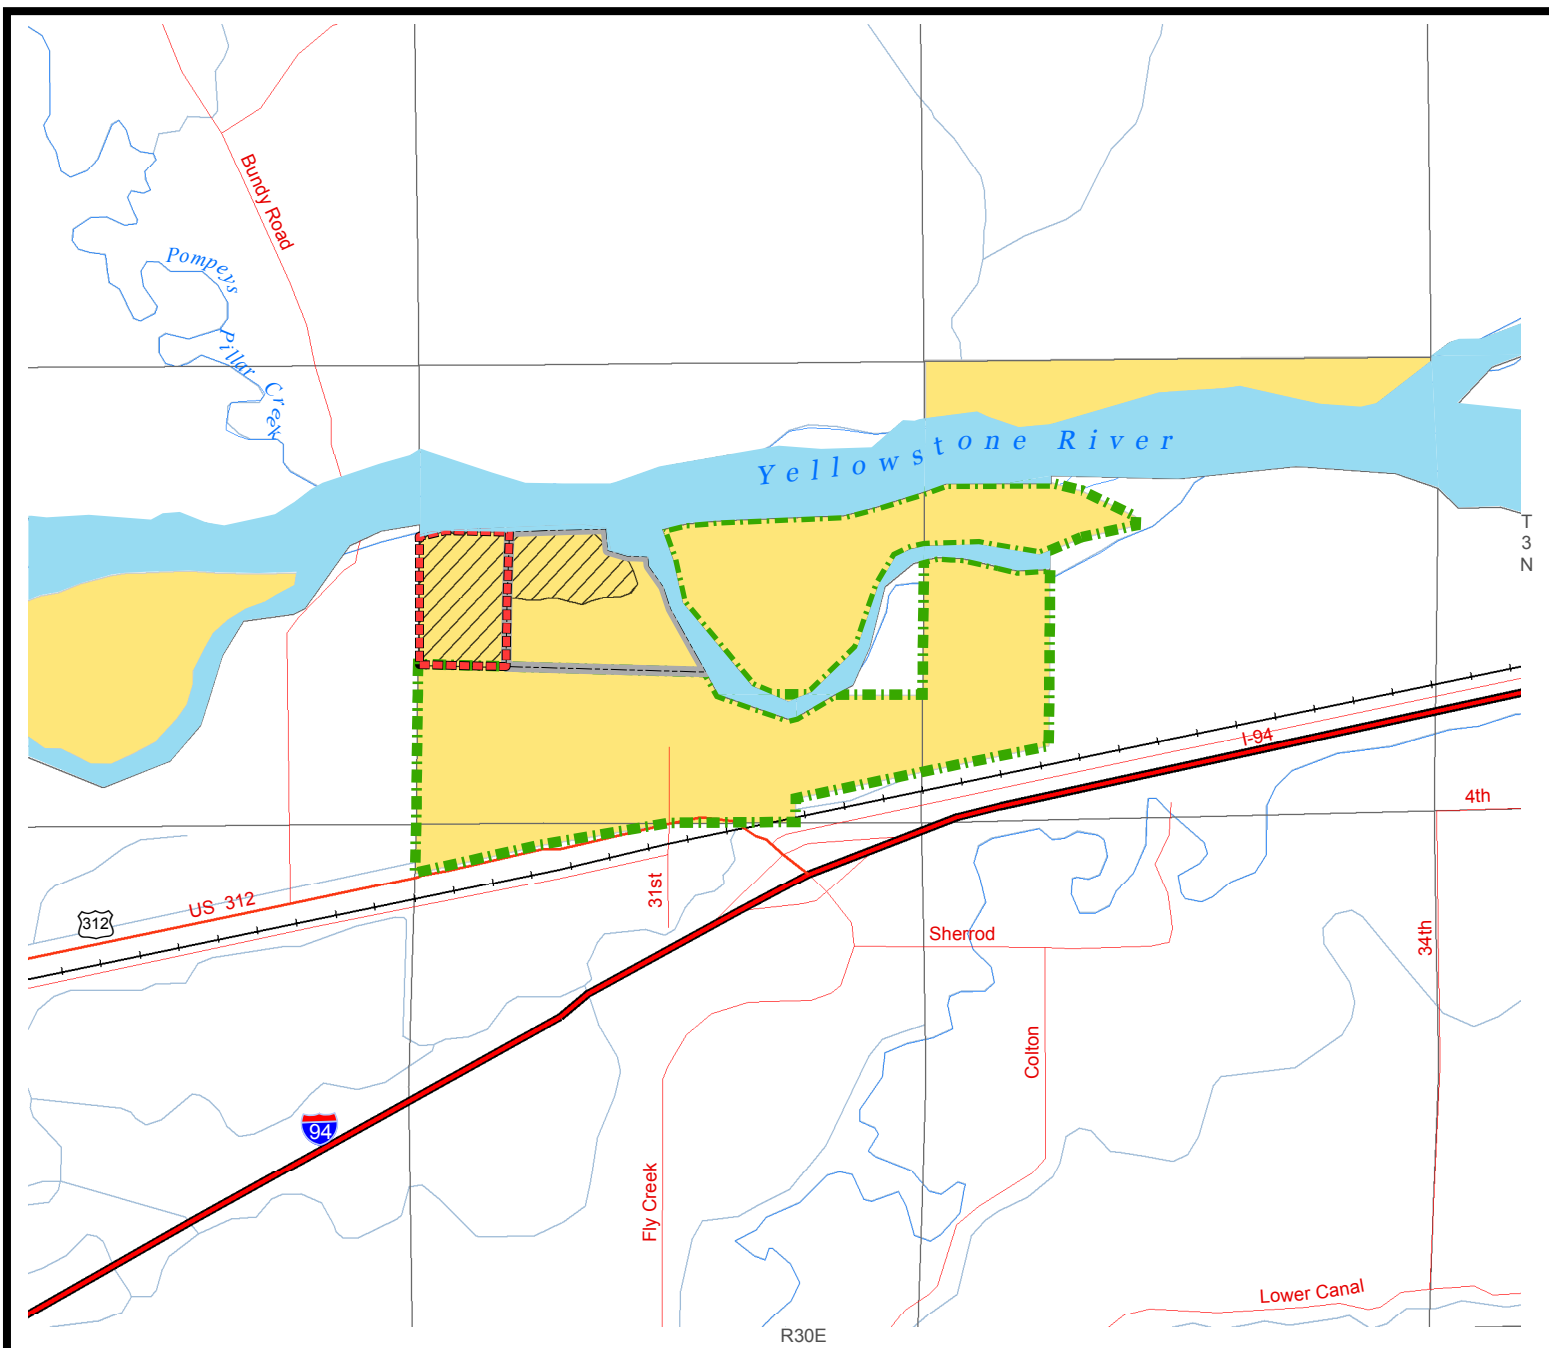 Bundy Road
Pompeys
Pillar
Creek
Yellowstone River
T
3
N
I-94
4th
US 312
312
31st
Sherrod
34th
Colton
94
Fly Creek
Lower Canal
R30E